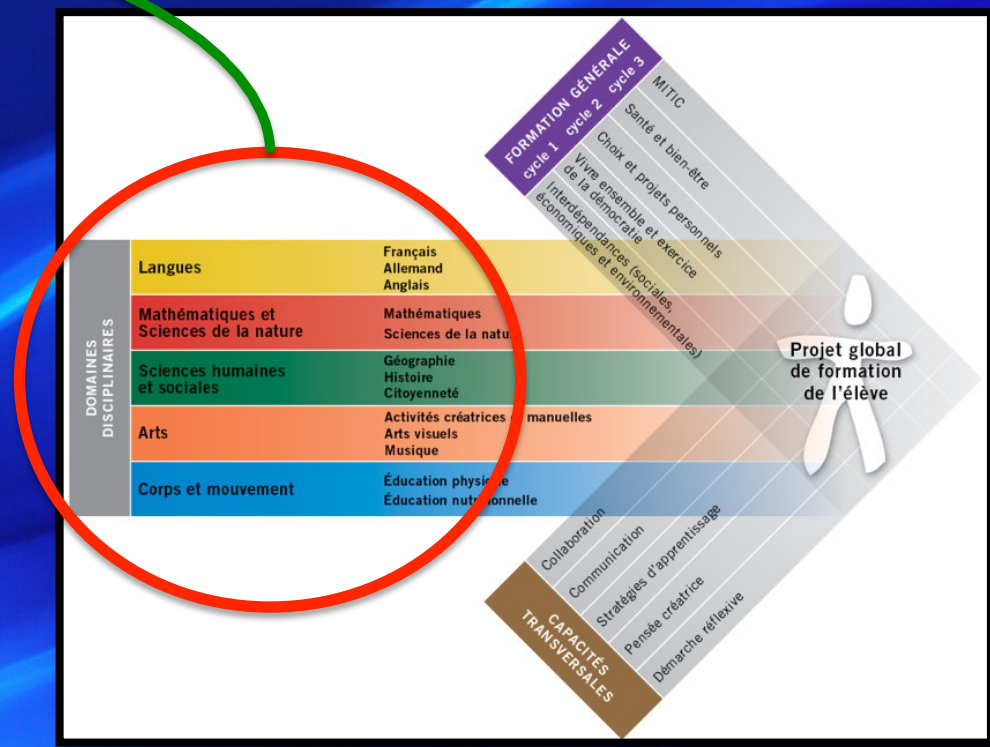 FORMATION GÉNÉRALE
cycle 1 cycle 2 cycle 3
MITIC
Santé et bien-être
Choix et projets personnels
Vivre ensemble et exercice
de la démocratie
Interdépendances (sociales,
économiques et environnementales)
DOMAINES
DISCIPLINAIRES
Langues
Français
Allemand
Anglais
Mathématiques et
Sciences de la nature
Mathématiques
Sciences de la natu
Sciences humaines
et sociales
Géographie
Histoire
Citoyenneté
Arts
Activités créatrices manuelles
Arts visuels
Musique
Corps et mouvement
Éducation physique
Éducation nutritionnelle
Projet global
de formation
de l'élève
Collaboration
Communication
Stratégies d'apprentissage
Pensée créatrice
Démarche réflexive
CAPACITÉS
TRANSVERSALES